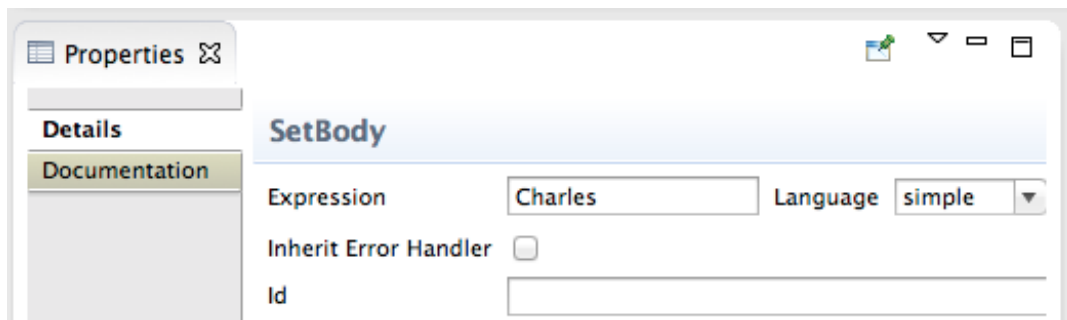 Properties
Details
Documentation
SetBody
Expression Charles Language simple
Inherit Error Handler
Id